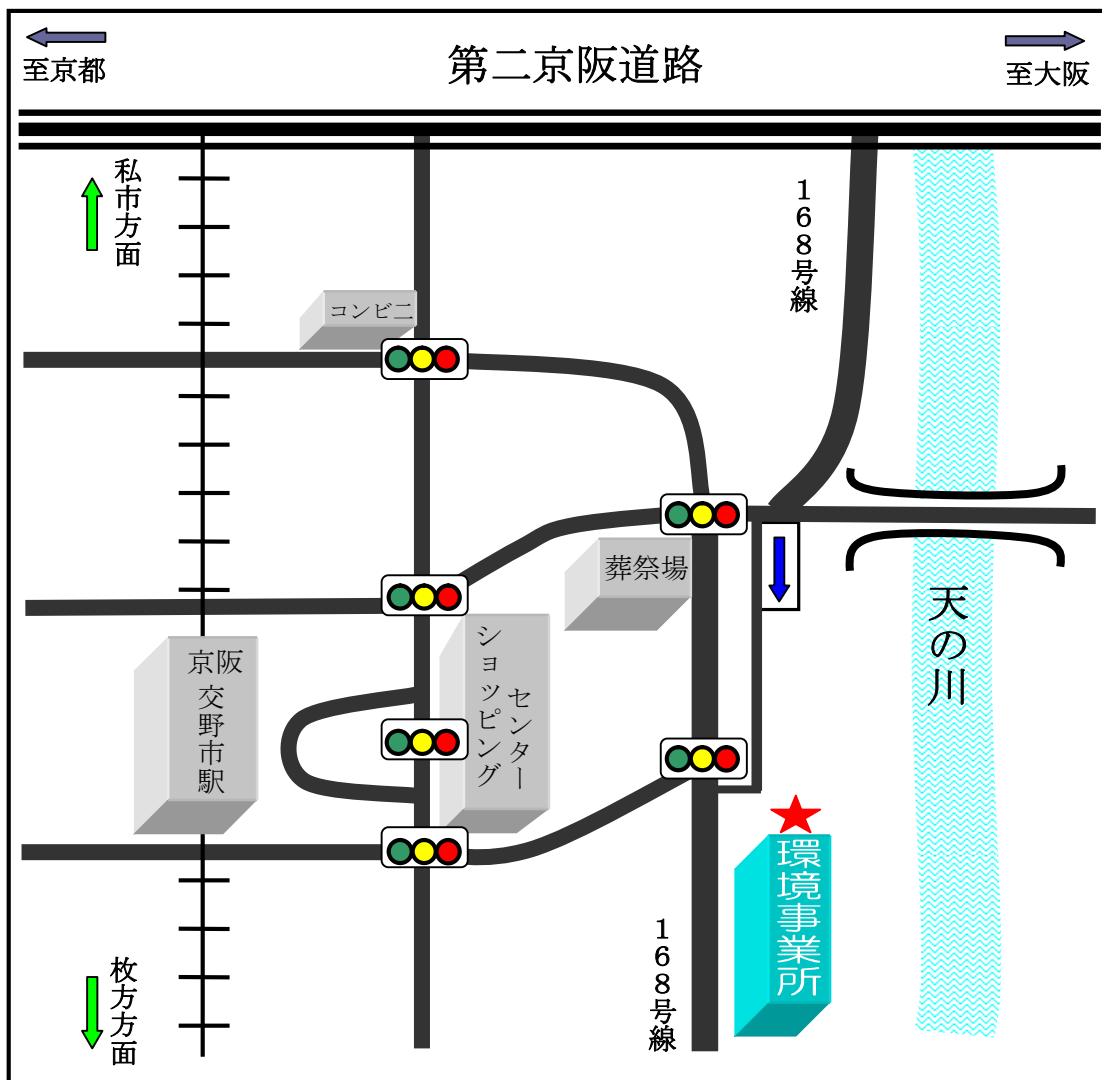 第二京阪道路
至京都
至大阪
私市方面
168号線
コンビニ
葬祭場
天の川
京阪
交野市駅
ショッピング
センター
環境事業所
168号線
枚方方面